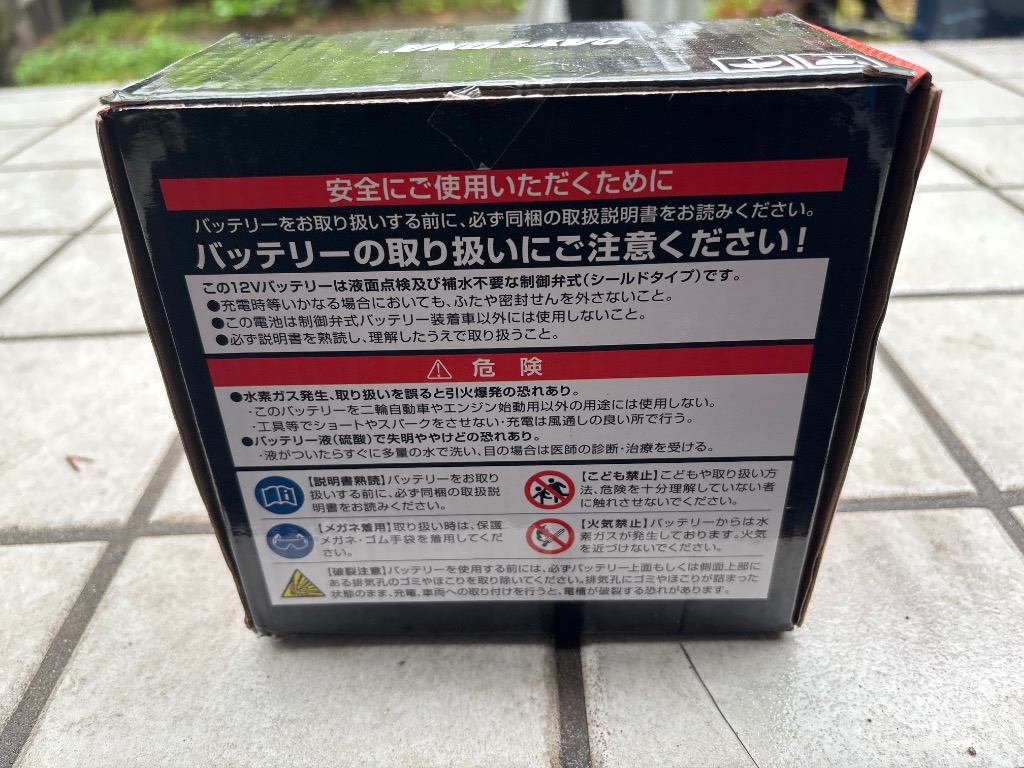 DAYTONA
安全にご使用いただくために
バッテリーをお取り扱いする前に、必ず同梱の取扱説明書をお読みください。
バッテリーの取り扱いにご注意ください!
この12Vバッテリーは液面点検及び補水不要な制御弁式(シールドタイプ)です。
●充電時等いかなる場合においても、ふたや密封せんを外さないこと。
●この電池は制御弁式バッテリー装着車以外には使用しないこと。
●必ず説明書を熟読し、理解したうえで取り扱うこと。
危険
●水素ガス発生、取り扱いを誤ると引火爆発の恐れあり。
・このバッテリーを二輪自動車やエンジン始動用以外の用途には使用しない。
・工具等でショートやスパークをさせない・充電は風通しの良い所で行う。
●バッテリー液(硫酸)で失明ややけどの恐れあり。
・液がついたらすぐに多量の水で洗い、目の場合は医師の診断・治療を受ける。
【説明書熟読】バッテリーをお取り
扱いする前に、必ず同梱の取扱説
明書をお読みください。
【こども禁止】こどもや取り扱い方
法、危険を十分理解していない者
に触れさせないでください。
【メガネ着用】取り扱い時は、保護
メガネ・ゴム手袋を着用してくだ
さい。
【火気禁止】バッテリーからは水
素ガスが発生しております。火気
を近づけないでください。
【破裂注意】バッテリーを使用する前には、必ずバッテリー上面もしくは側面上部に
ある排気孔のゴミやほこりを取り除いてください。排気孔にゴミやほこりが詰まった
状態のまま、充電、車両への取り付けを行うと、電槽が破裂する恐れがあります。